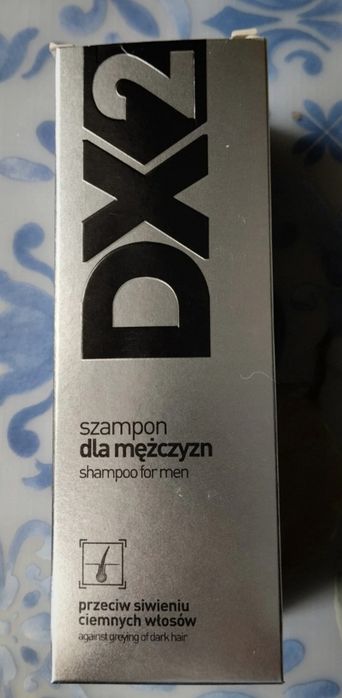 DX2
szampon
dla mężczyzn
shampoo for men
przeciw siwieniu
ciemnych włosów
against greying of dark hair